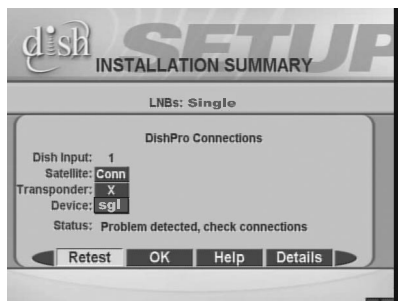 dish
SETUP
INSTALLATION SUMMARY
LNBs: Single
DishPro Connections
Dish Input: 1
Satellite: Conn
Transponder: X
Device: sgl
Status: Problem detected, check connections
Retest OK Help Details